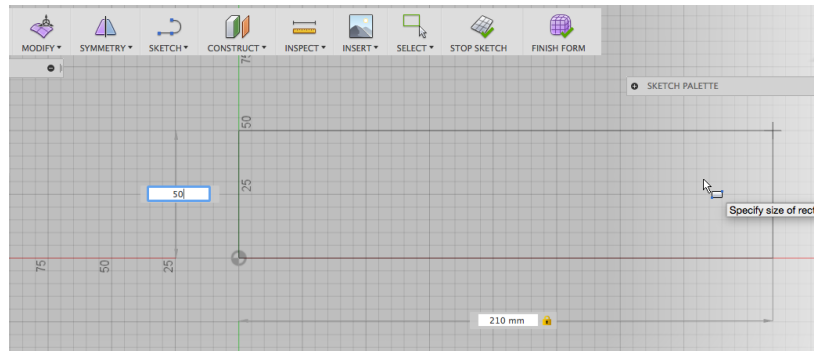 MODIFY SYMMETRY SKETCH CONSTRUCT INSPECT INSERT SELECT STOP SKETCH FINISH FORM
75
SKETCH PALETTE
50
25
50
Specify size of rect
75 50 25
210 mm